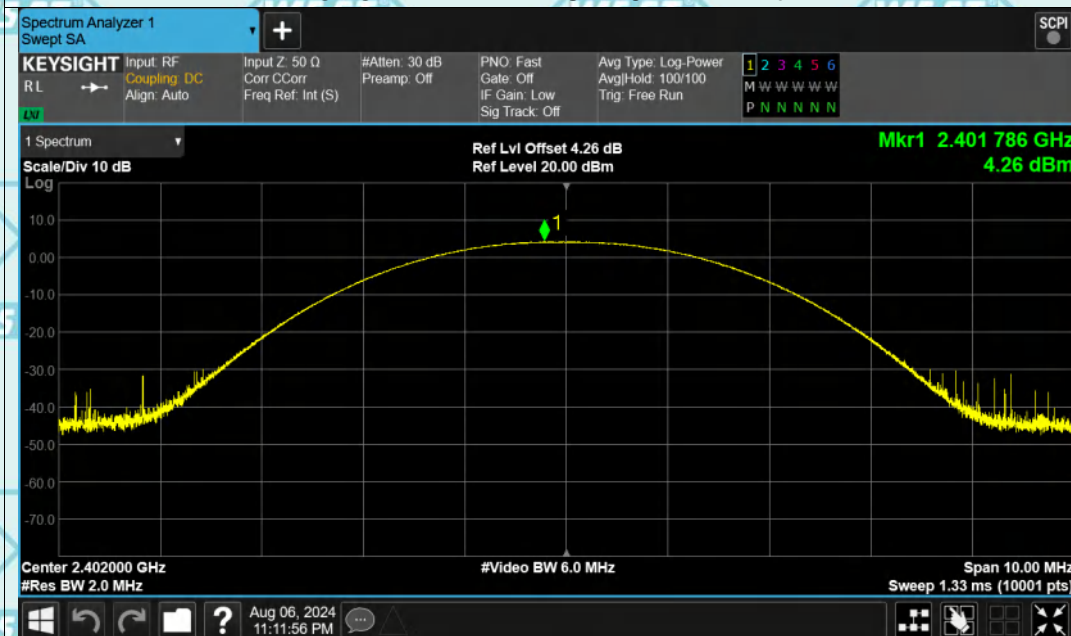 Spectrum Analyzer 1
Swept SA
+
SCPI
KEYSIGHT
RL
LXI
Input: RF
Coupling: DC
Align: Auto
Input Z: 50 Ω
Corr CCorr
Freq Ref: Int (S)
#Atten: 30 dB
Preamp: Off
PNO: Fast
Gate: Off
IF Gain: Low
Sig Track: Off
Avg Type: Log-Power
Avg|Hold: 100/100
Trig: Free Run
1 2 3 4 5 6
M W W W W W W
P N N N N N N
1 Spectrum
Scale/Div 10 dB
Log
Ref Lvl Offset 4.26 dB
Ref Level 20.00 dBm
Mkr1 2.401 786 GHz
4.26 dBm
1
10.0
0.00
-10.0
-20.0
-30.0
-40.0
-50.0
-60.0
-70.0
Center 2.402000 GHz
#Res BW 2.0 MHz
#Video BW 6.0 MHz
Span 10.00 MHz
Sweep 1.33 ms (10001 pts)
?
Aug 06, 2024
11:11:56 PM